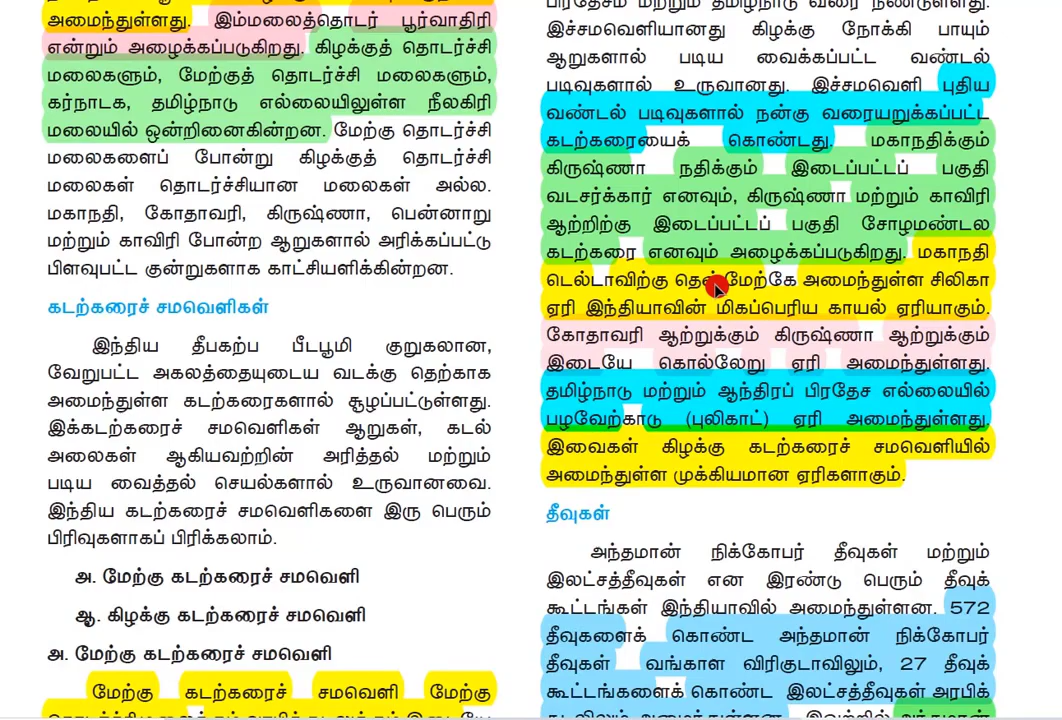 அமைந்துள்ளது. இம்மலைத்தொடர் பூர்வாதிரி
என்றும் அழைக்கப்படுகிறது. கிழக்குத் தொடர்ச்சி
மலைகளும், மேற்குத் தொடர்ச்சி மலைகளும்,
கர்நாடக, தமிழ்நாடு எல்லையிலுள்ள நீலகிரி
மலையில் ஒன்றிணைகின்றன. மேற்கு தொடர்ச்சி
மலைகளைப் போன்று கிழக்குத் தொடர்ச்சி
மலைகள் தொடர்ச்சியான மலைகள் அல்ல.
மகாநதி, கோதாவரி, கிருஷ்ணா, பென்னாறு
மற்றும் காவிரி போன்ற ஆறுகளால் அரிக்கப்பட்டு
பிளவுபட்ட குன்றுகளாக காட்சியளிக்கின்றன.
கடற்கரைச் சமவெளிகள்
இந்திய தீபகற்ப பீடபூமி குறுகலான,
வேறுபட்ட அகலத்தையுடைய வடக்கு தெற்காக
அமைந்துள்ள கடற்கரைகளால் சூழப்பட்டுள்ளது.
இக்கடற்கரைச் சமவெளிகள் ஆறுகள், கடல்
அலைகள் ஆகியவற்றின் அரித்தல் மற்றும்
படிய வைத்தல் செயல்களால் உருவானவை.
இந்திய கடற்கரைச் சமவெளிகளை இரு பெரும்
பிரிவுகளாகப் பிரிக்கலாம்.
அ. மேற்கு கடற்கரைச் சமவெளி
ஆ. கிழக்கு கடற்கரைச் சமவெளி
அ. மேற்கு கடற்கரைச் சமவெளி
மேற்கு கடற்கரைச் சமவெளி மேற்கு
பிரதேசம் மற்றும் தமிழ்நாடு வரை நீண்டுள்ளது.
இச்சமவெளியானது கிழக்கு நோக்கி பாயும்
ஆறுகளால் படிய வைக்கப்பட்ட வண்டல்
படிவுகளால் உருவானது. இச்சமவெளி புதிய
வண்டல் படிவுகளால் நன்கு வரையறுக்கப்பட்ட
கடற்கரையைக் கொண்டது. மகாநதிக்கும்
கிருஷ்ணா நதிக்கும் இடைப்பட்டப் பகுதி
வடசர்க்கார் எனவும், கிருஷ்ணா மற்றும் காவிரி
ஆற்றிற்கு இடைப்பட்டப் பகுதி சோழமண்டல
கடற்கரை எனவும் அழைக்கப்படுகிறது. மகாநதி
டெல்டாவிற்கு தென்மேற்கே அமைந்துள்ள சிலிகா
ஏரி இந்தியாவின் மிகப்பெரிய காயல் ஏரியாகும்.
கோதாவரி ஆற்றுக்கும் கிருஷ்ணா ஆற்றுக்கும்
இடையே கொல்லேறு ஏரி அமைந்துள்ளது.
தமிழ்நாடு மற்றும் ஆந்திரப் பிரதேச எல்லையில்
பழவேற்காடு (புலிகாட்) ஏரி அமைந்துள்ளது.
இவைகள் கிழக்கு கடற்கரைச் சமவெளியில்
அமைந்துள்ள முக்கியமான ஏரிகளாகும்.
தீவுகள்
அந்தமான் நிக்கோபர் தீவுகள் மற்றும்
இலட்சத்தீவுகள் என இரண்டு பெரும் தீவுக்
கூட்டங்கள் இந்தியாவில் அமைந்துள்ளன. 572
தீவுகளைக் கொண்ட அந்தமான் நிக்கோபர்
தீவுகள் வங்காள விரிகுடாவிலும், 27 தீவுக்
கூட்டங்களைக் கொண்ட இலட்சத்தீவுகள் அரபிக்